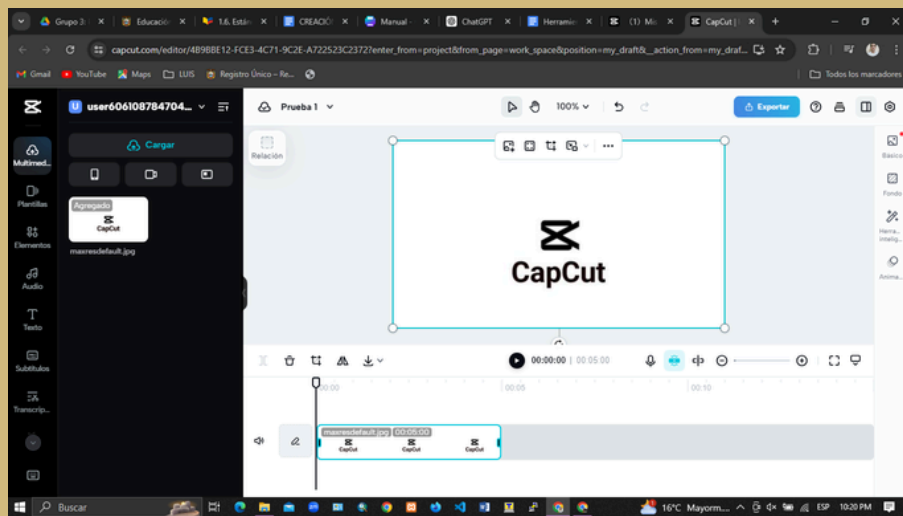 Grupo 3:
Educació
1.6. Están
CREACIÓ
Manual -
ChatGPT
Herramie
(1) Mi
CapCut |
capcut.com/editor/4B9BBE12-FCE3-4C71-9C2E-A722523C2372?enter_from=project&from_page=work_space&position=my_draft&_action_from=my_draf...
Gmail
YouTube
Maps
LUIS
Registro Único – Re...
Todos los marcadores
user606108784704...
Prueba 1
100%
Exportar
Multimed...
Cargar
Relación
Básico
Plantillas
Agregado
CapCut
maxresdefault.jpg
Fondo
Elementos
Herra...
Intelig...
CapCut
Audio
Anima...
Texto
Subtítulos
00:00:00 | 00:05:00
00:00
00:05
00:10
Transcrip...
maxresdefault.jpg 00:05:00
CapCut CapCut CapCut
Buscar
16°C Mayorm...
ESP
10:20 PM